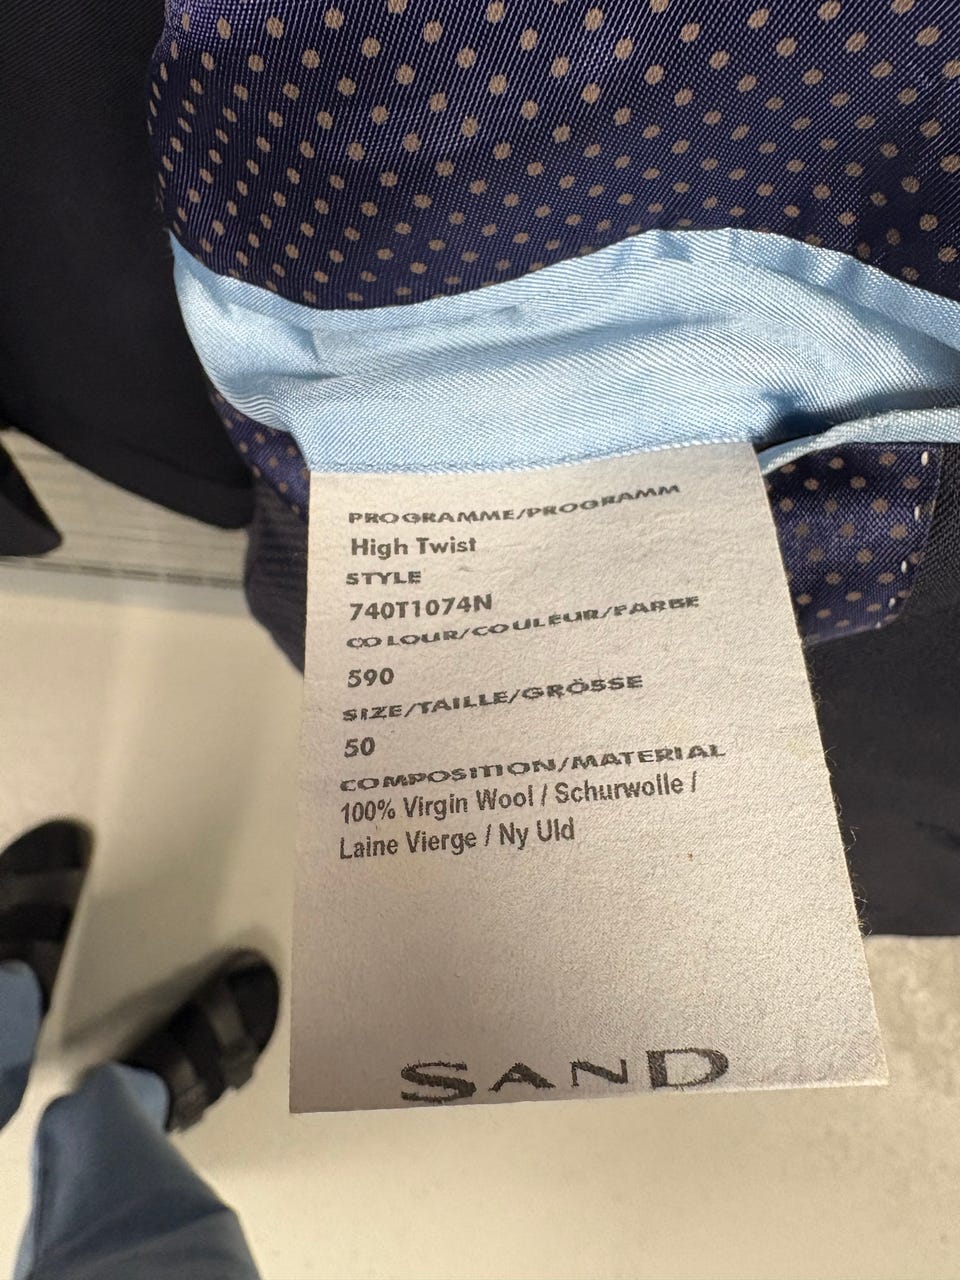 PROGRAMME/PROGRAMM
High Twist
STYLE
740T1074N
COLOUR/COULEUR/FARBE
590
SIZE/TAILLE/GRÖSSE
50
COMPOSITION/MATERIAL
100% Virgin Wool / Schurwolle /
Laine Vierge / Ny Uld
SAND